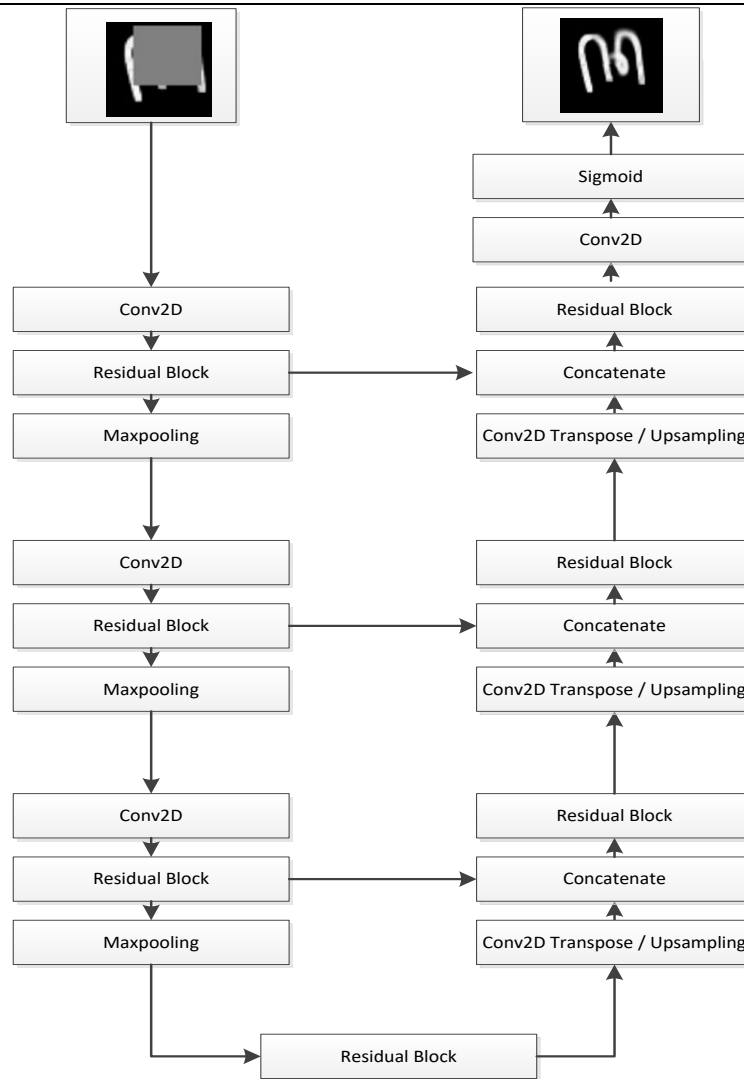 Conv2D
Residual Block
Maxpooling
Conv2D
Residual Block
Maxpooling
Conv2D
Residual Block
Maxpooling
Residual Block
Conv2D Transpose / Upsampling
Concatenate
Residual Block
Conv2D Transpose / Upsampling
Concatenate
Residual Block
Conv2D Transpose / Upsampling
Concatenate
Residual Block
Conv2D
Sigmoid